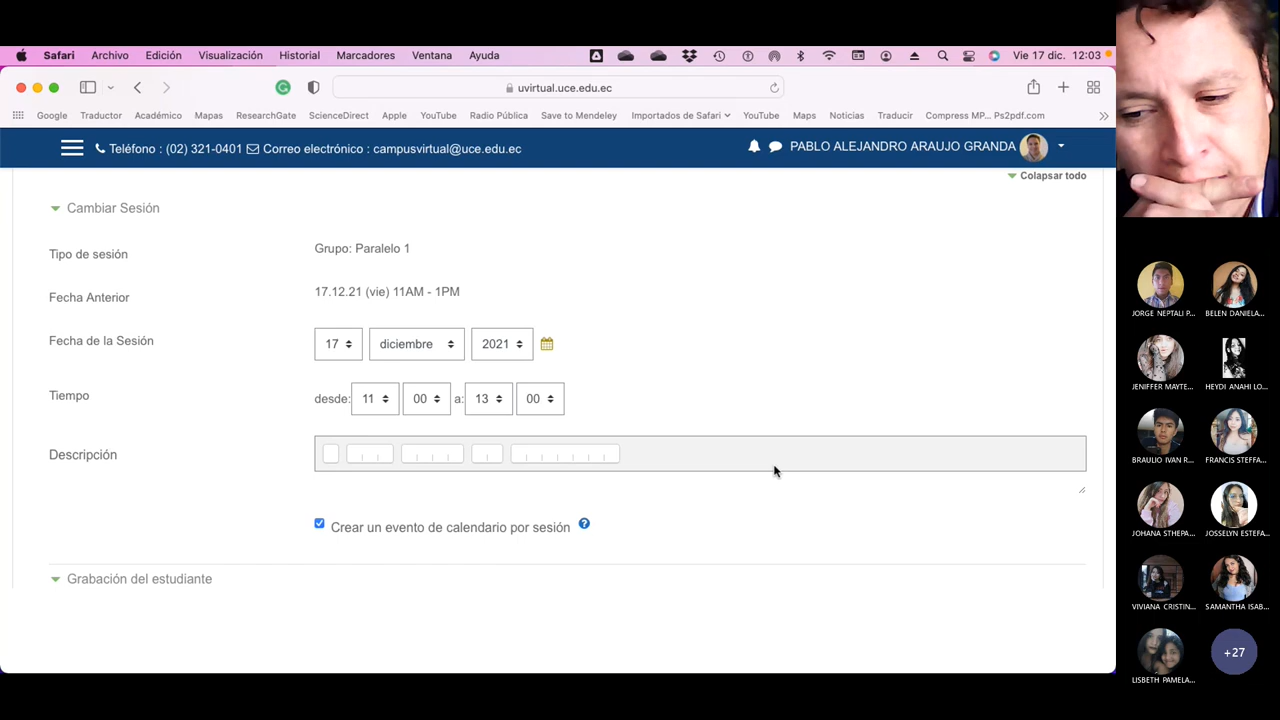 Safari Archivo Edición Visualización Historial Marcadores Ventana Ayuda Vie 17 dic. 12:03
uvirtual.uce.edu.ec
Google Traductor Académico Mapas ResearchGate ScienceDirect Apple YouTube Radio Pública Save to Mendeley Importados de Safari YouTube Maps Noticias Traducir Compress MP... Ps2pdf.com
Teléfono : (02) 321-0401 Correo electrónico : campusvirtual@uce.edu.ec PABLO ALEJANDRO ARAUJO GRANDA
Colapsar todo
Cambiar Sesión
Tipo de sesión Grupo: Paralelo 1
Fecha Anterior 17.12.21 (vie) 11AM - 1PM
Fecha de la Sesión 17 diciembre 2021
Tiempo desde: 11 00 a: 13 00
Descripción
Crear un evento de calendario por sesión ?
Grabación del estudiante
JORGE NEPTALI P... BELEN DANIELA...
JENIFFER MAYTE... HEYDI ANAHI LO...
BRAULIO IVAN R... FRANCIS STEFFA...
JOHANA STHEPA... JOSSELYN ESTEFA...
VIVIANA CRISTIN... SAMANTHA ISAB...
+27
LISBETH PAMELA...